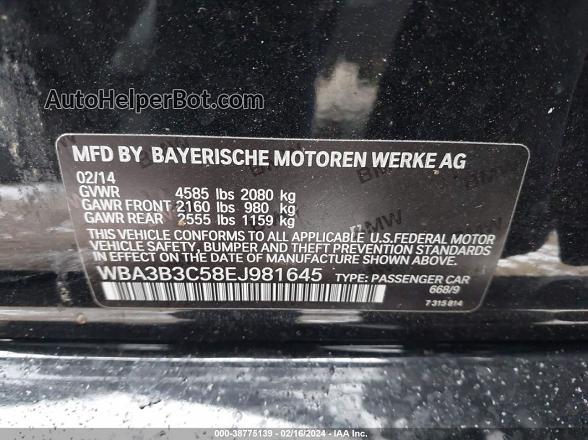 AutoHelperBot.com
MFD BY BAYERISCHE MOTOREN WERKE AG
02/14
GVWR 4585 lbs 2080 kg
GAWR FRONT 2160 lbs 980 kg
GAWR REAR 2555 lbs 1159 kg
THIS VEHICLE CONFORMS TO ALL APPLICABLE U.S.FEDERAL MOTOR
VEHICLE SAFETY, BUMPER AND THEFT PREVENTION STANDARDS
IN EFFECT ON THE DATE OF MANUFACTURE SHOWN ABOVE.
WBA3B3C58EJ981645 TYPE: PASSENGER CAR
668/9
7 315 814
000-38775139 - 02/16/2024 - IAA Inc.